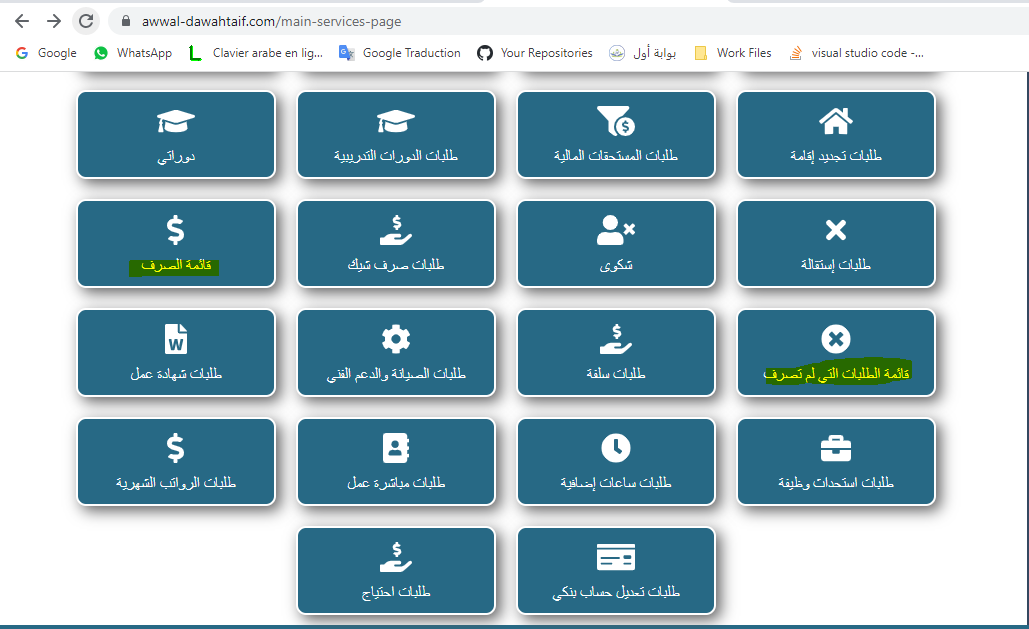 awwal-dawahtaif.com/main-services-page
Google
WhatsApp
Clavier arabe en lig...
Google Traduction
Your Repositories
بوابة أول
Work Files
visual studio code -...
طلبات تجديد إقامة
طلبات المستحقات المالية
طلبات الدورات التدريبية
دوراتي
طلبات إستقالة
شكوى
طلبات صرف شيك
قائمة الصرف
قائمة الطلبات التي لم تصرف
طلبات سلفة
طلبات الصيانة والدعم الفني
طلبات شهادة عمل
طلبات استحداث وظيفة
طلبات ساعات إضافية
طلبات مباشرة عمل
طلبات الرواتب الشهرية
طلبات تعديل حساب بنكي
طلبات احتياج